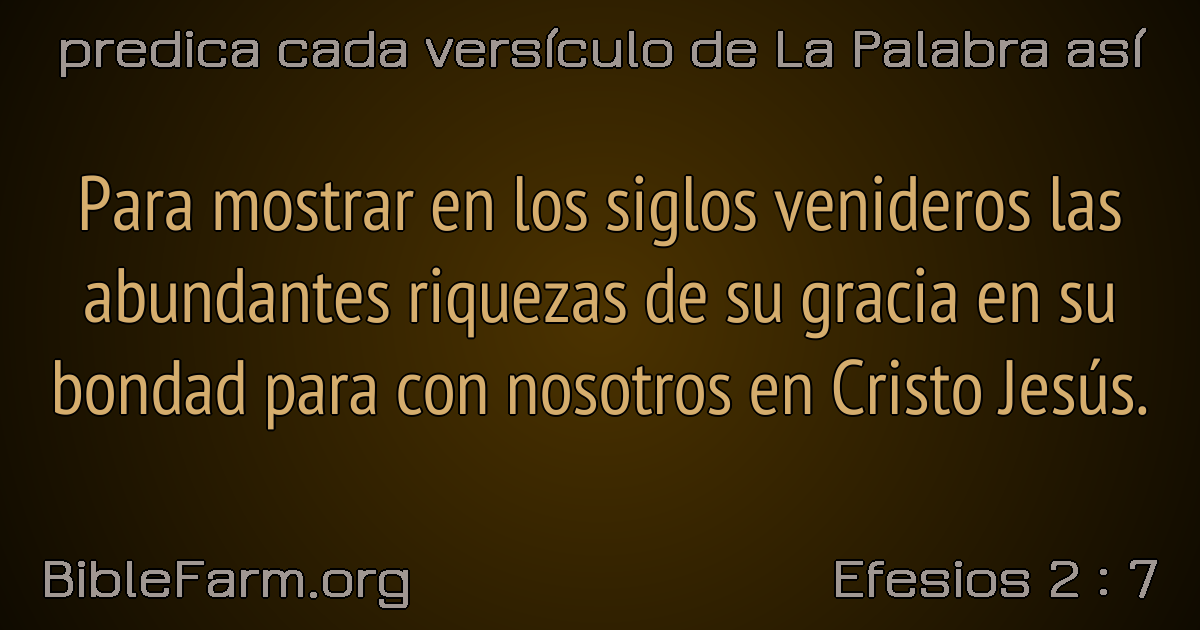 predica cada versículo de La Palabra así
Para mostrar en los siglos venideros las
abundantes riquezas de su gracia en su
bondad para con nosotros en Cristo Jesús.
BibleFarm.org
Efesios 2 : 7